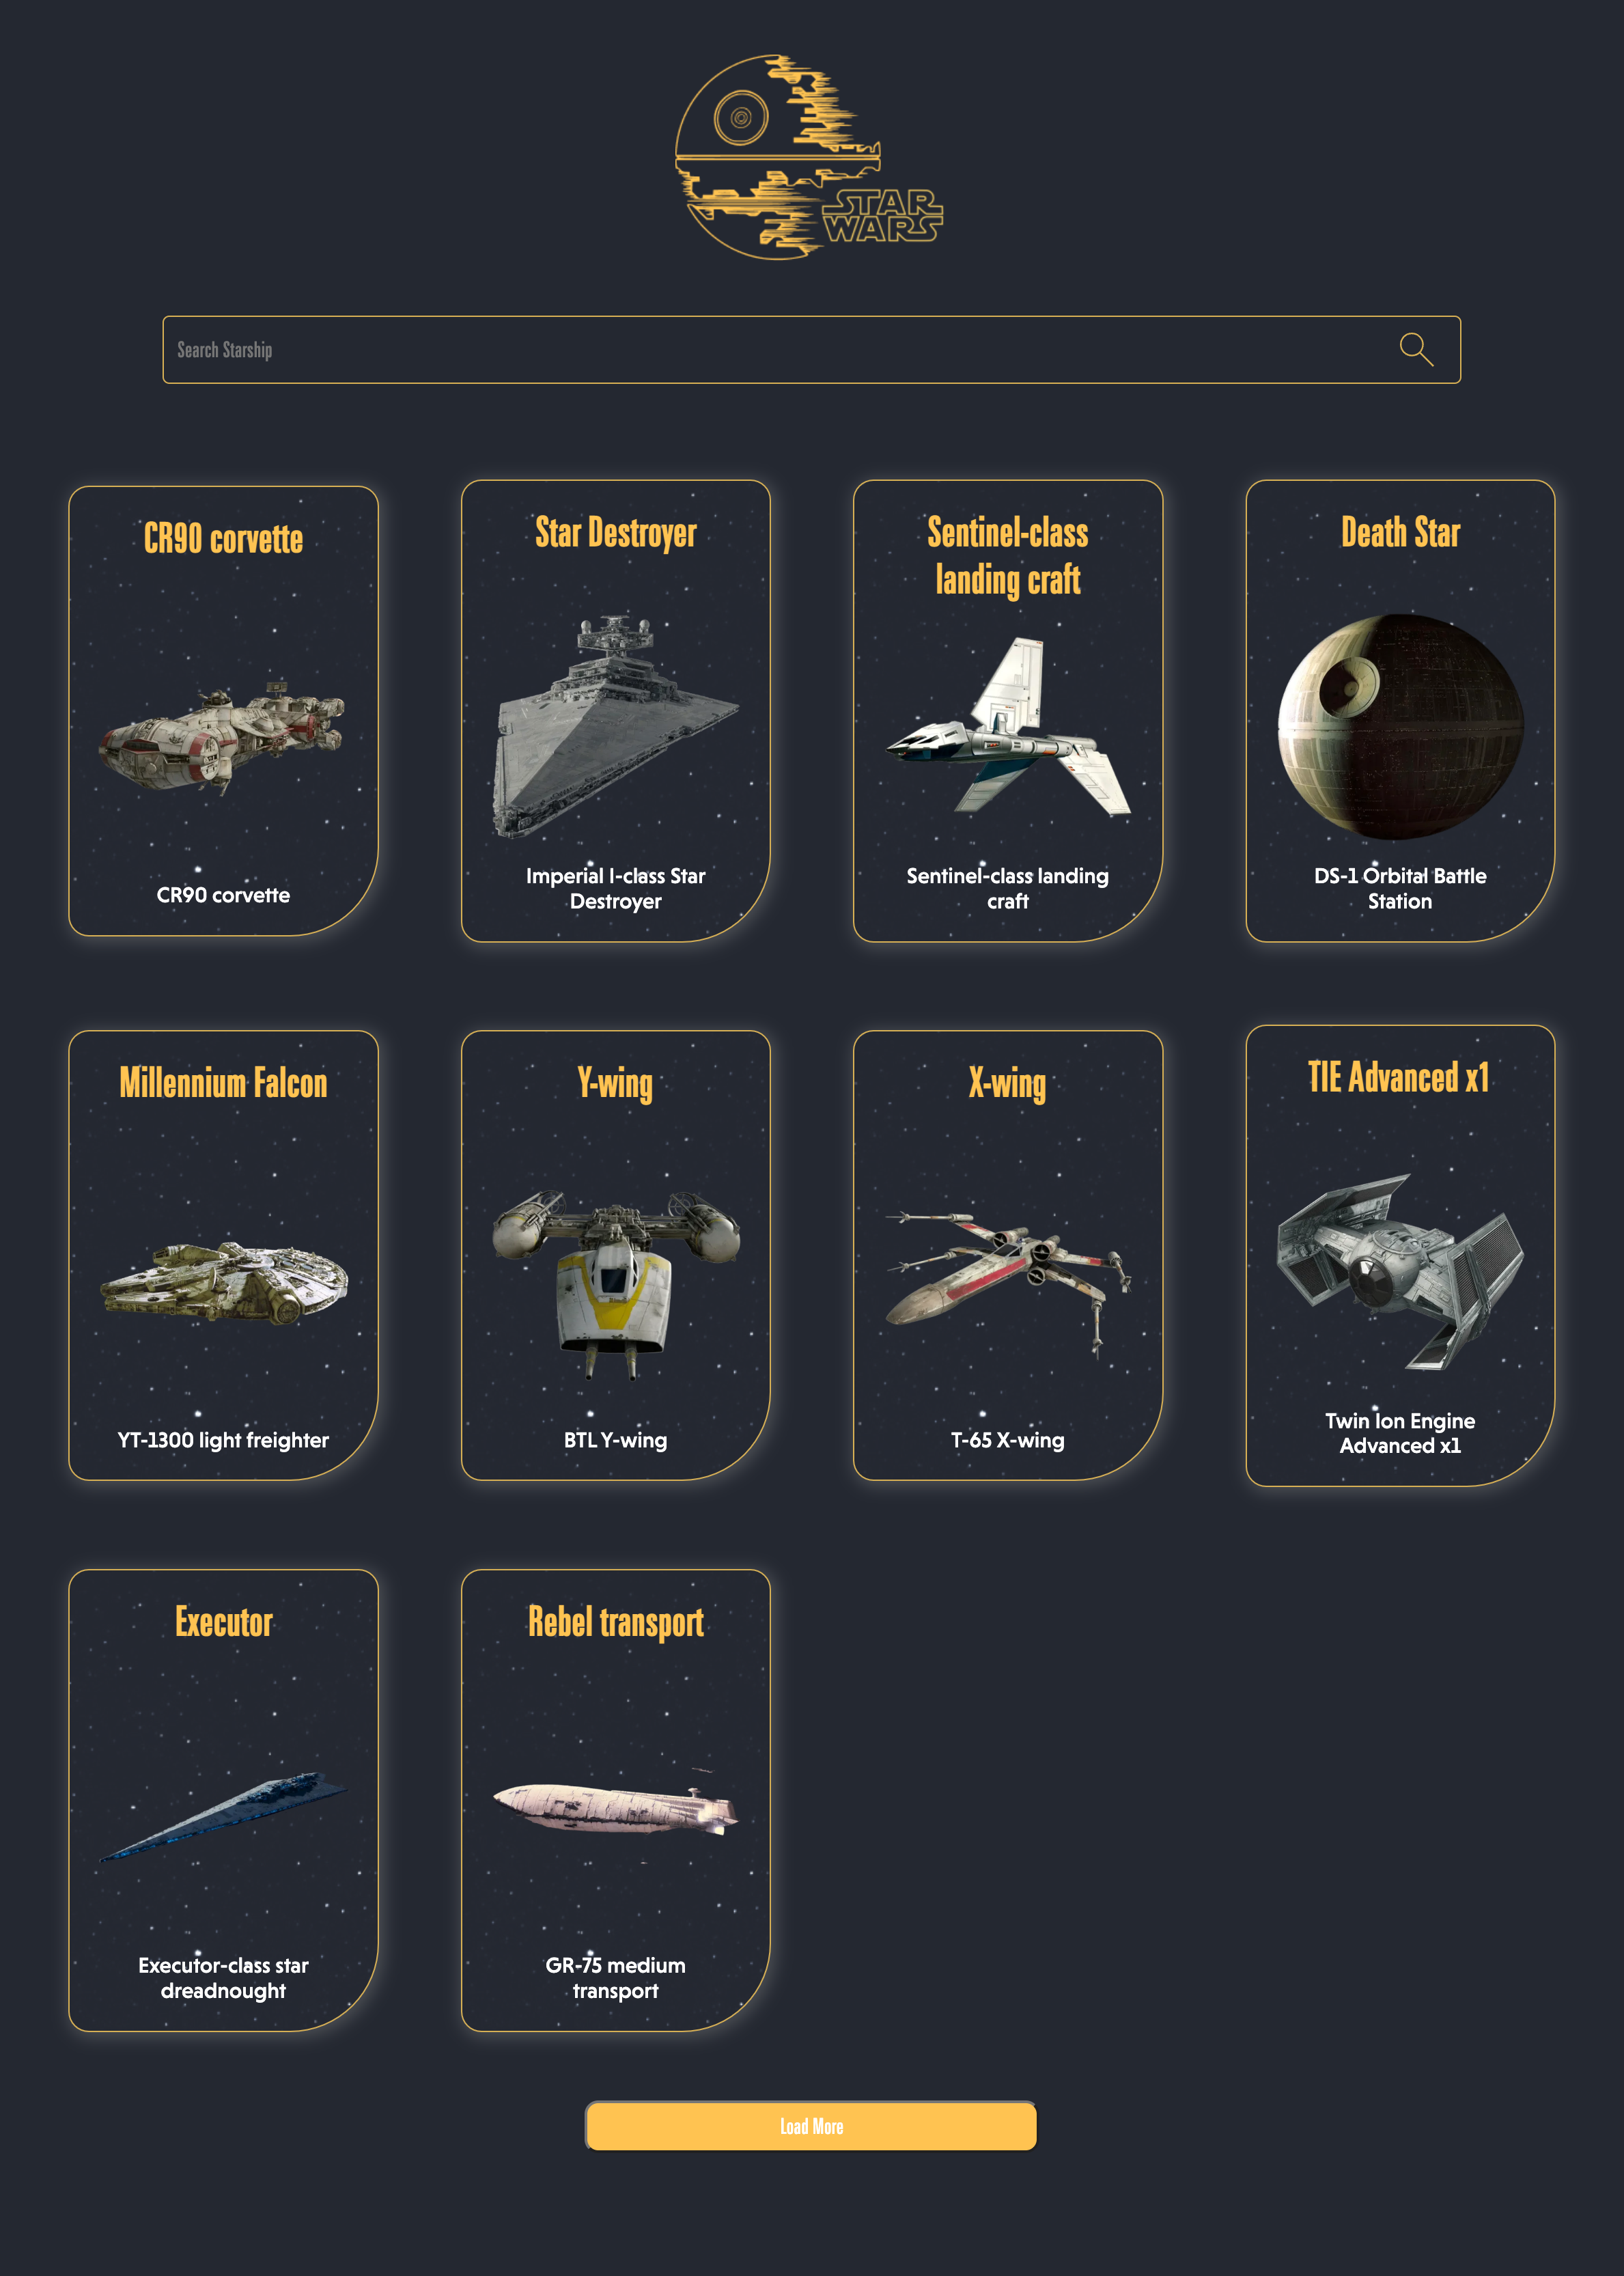 STAR
WARS
Search Starship
CR90 corvette
CR90 corvette
Star Destroyer
Imperial I-class Star
Destroyer
Sentinel-class
landing craft
Sentinel-class landing
craft
Death Star
DS-1 Orbital Battle
Station
Millennium Falcon
YT-1300 light freighter
Y-wing
BTL Y-wing
X-wing
T-65 X-wing
TIE Advanced x1
Twin Ion Engine
Advanced x1
Executor
Executor-class star
dreadnought
Rebel transport
GR-75 medium
transport
Load More